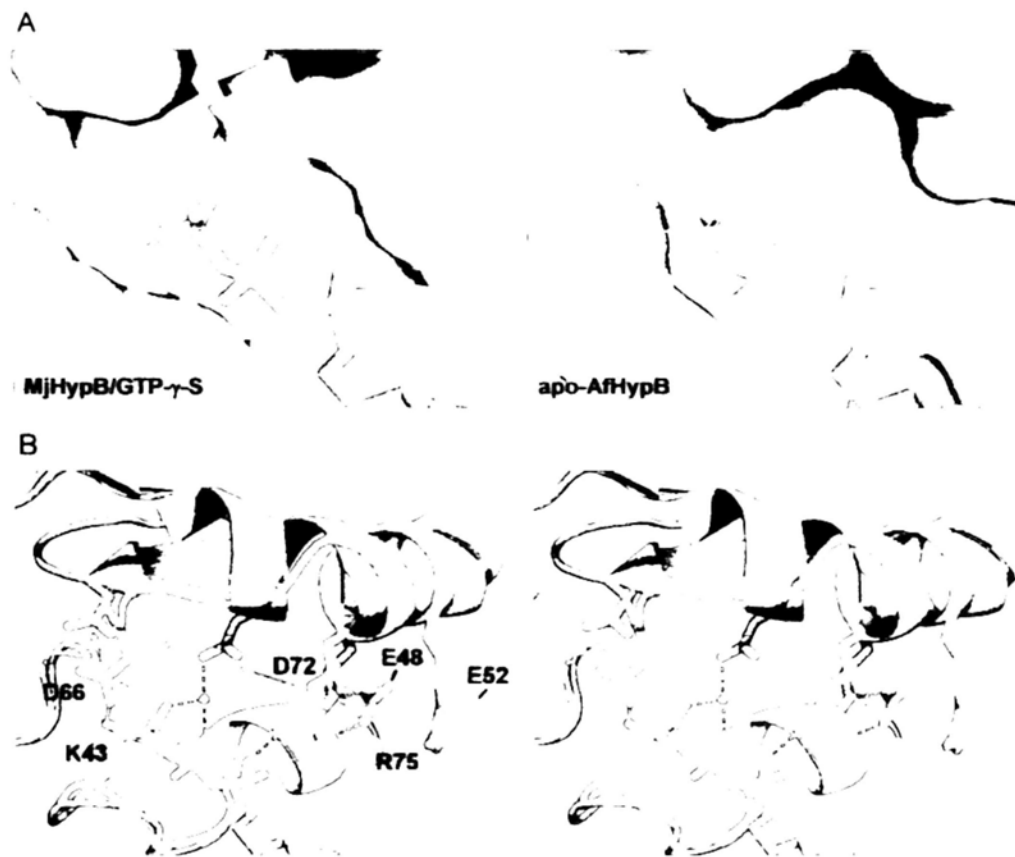 A
MjHypB/GTP-γ-S
apo-AfHypB
B
D72
E48
E52
D66
K43
R75